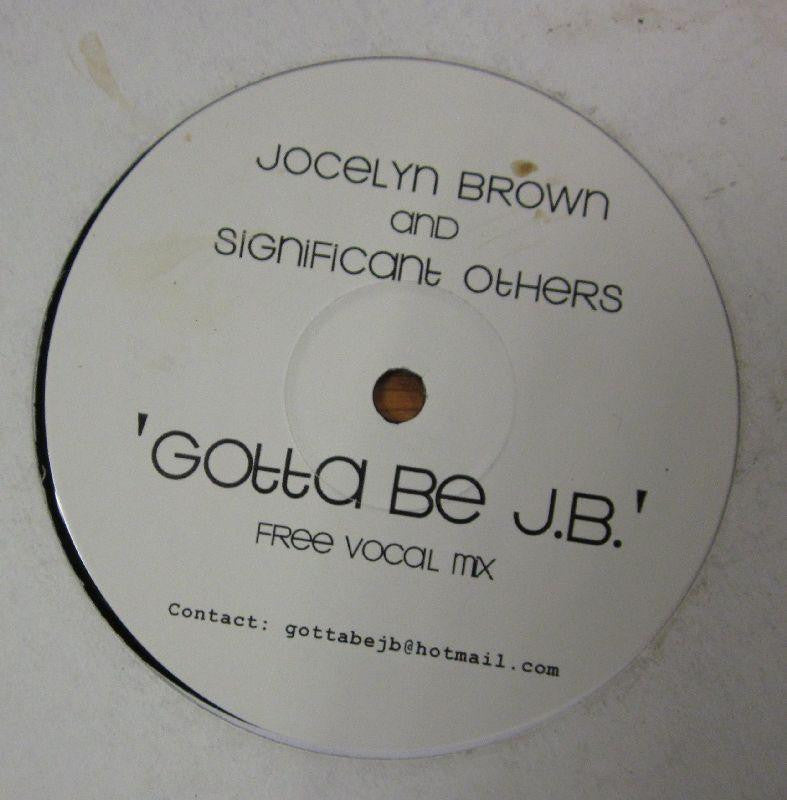 Jocelyn Brown
and
Significant Others
'Gotta Be J.B.'
Free Vocal Mix
Contact: gottabejb@hotmail.com